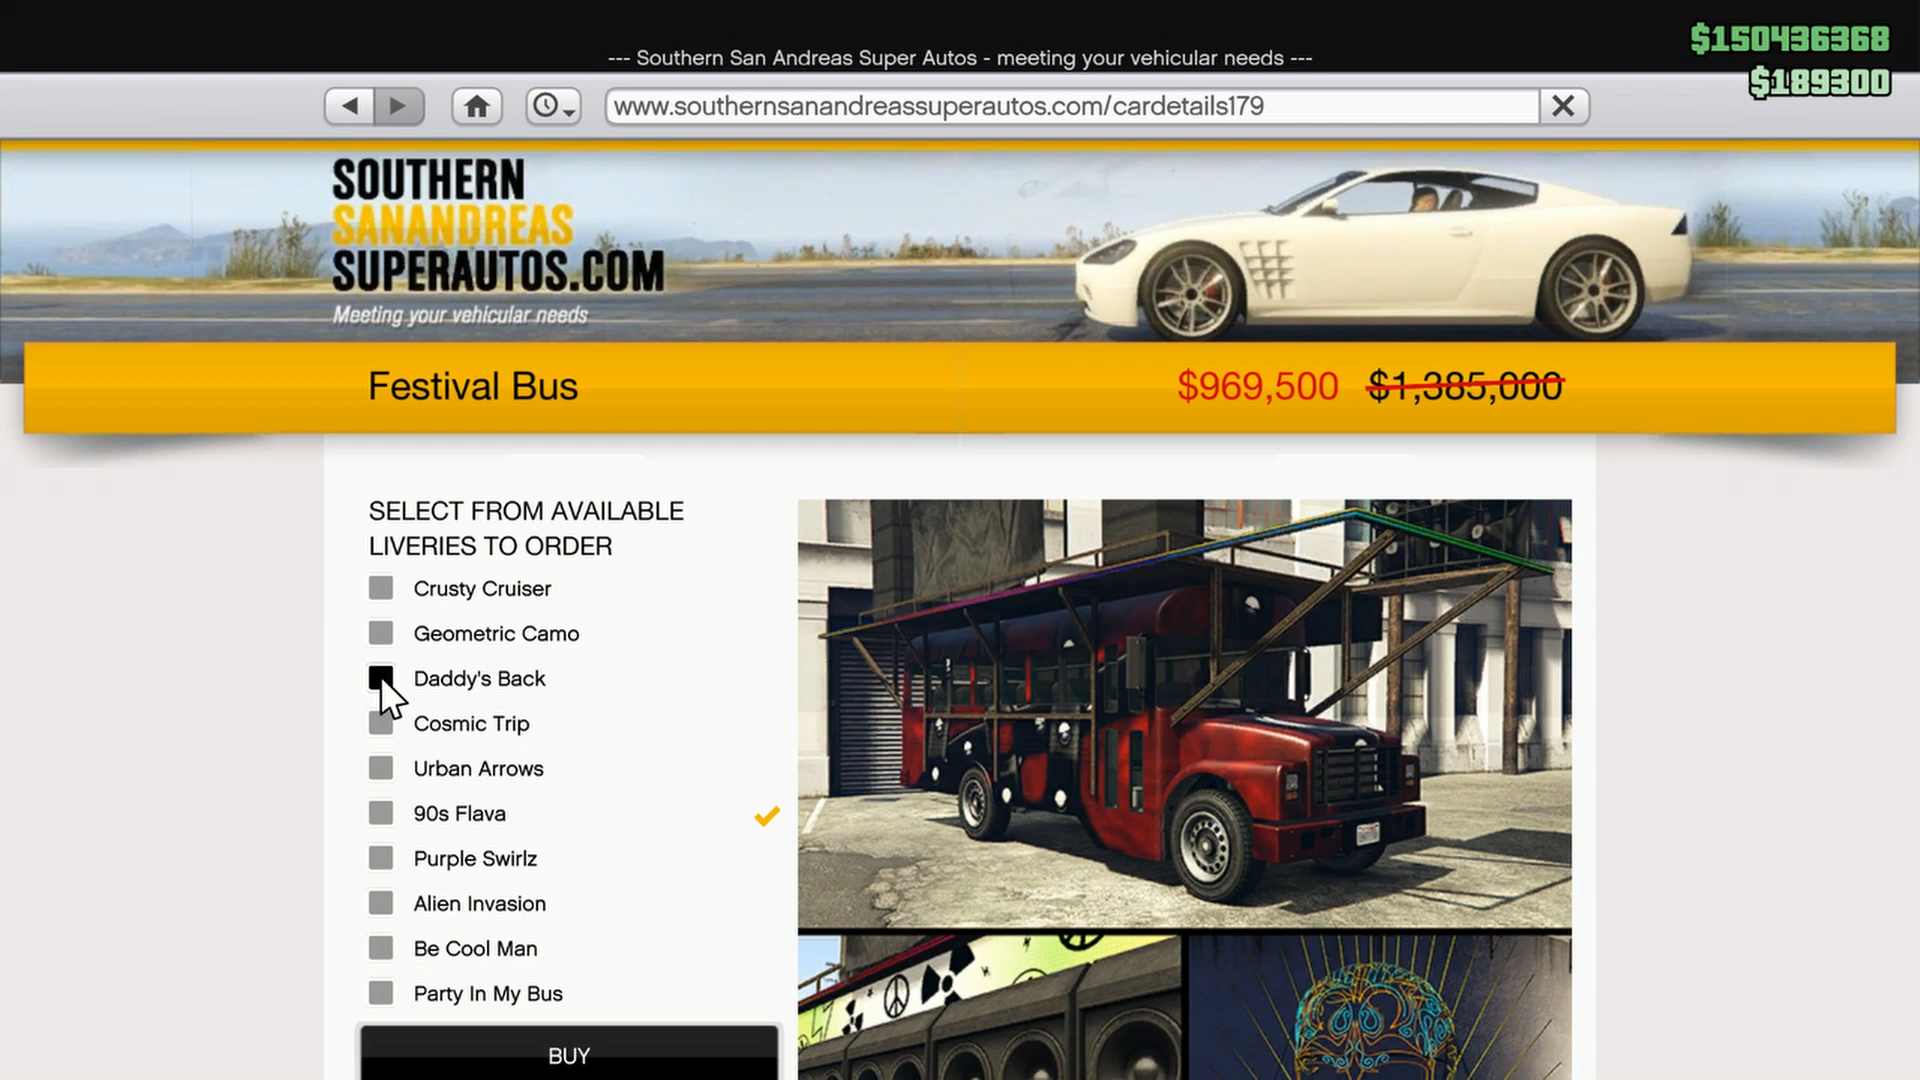 --- Southern San Andreas Super Autos - meeting your vehicular needs ---
$150436368
$189300
www.southernsanandreassuperautos.com/cardetails179
SOUTHERN
SANANDREAS
SUPERAUTOS.COM
Meeting your vehicular needs
Festival Bus
$969,500 $1,385,000
SELECT FROM AVAILABLE
LIVERIES TO ORDER
Crusty Cruiser
Geometric Camo
Daddy's Back
Cosmic Trip
Urban Arrows
90s Flava
Purple Swirlz
Alien Invasion
Be Cool Man
Party In My Bus
BUY